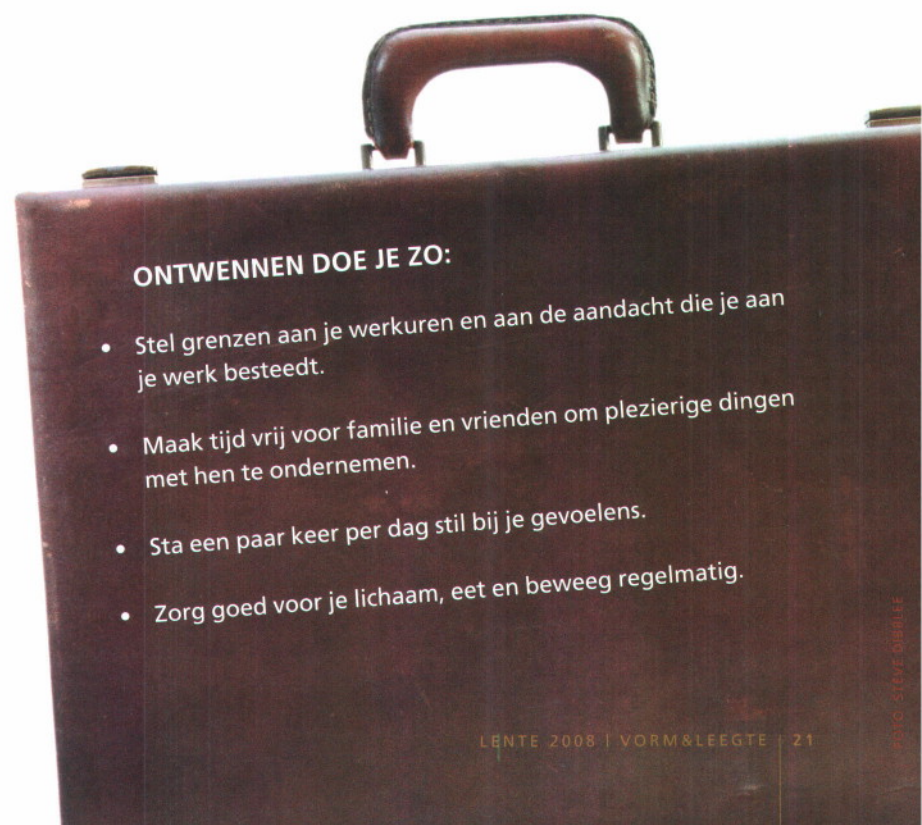 ONTWENNEN DOE JE ZO:
• Stel grenzen aan je werkuren en aan de aandacht die je aan
je werk besteedt.
• Maak tijd vrij voor familie en vrienden om plezierige dingen
met hen te ondernemen.
• Sta een paar keer per dag stil bij je gevoelens.
• Zorg goed voor je lichaam, eet en beweeg regelmatig.
LENTE 2008 | VORM&LEEGTE | 21
STEVE